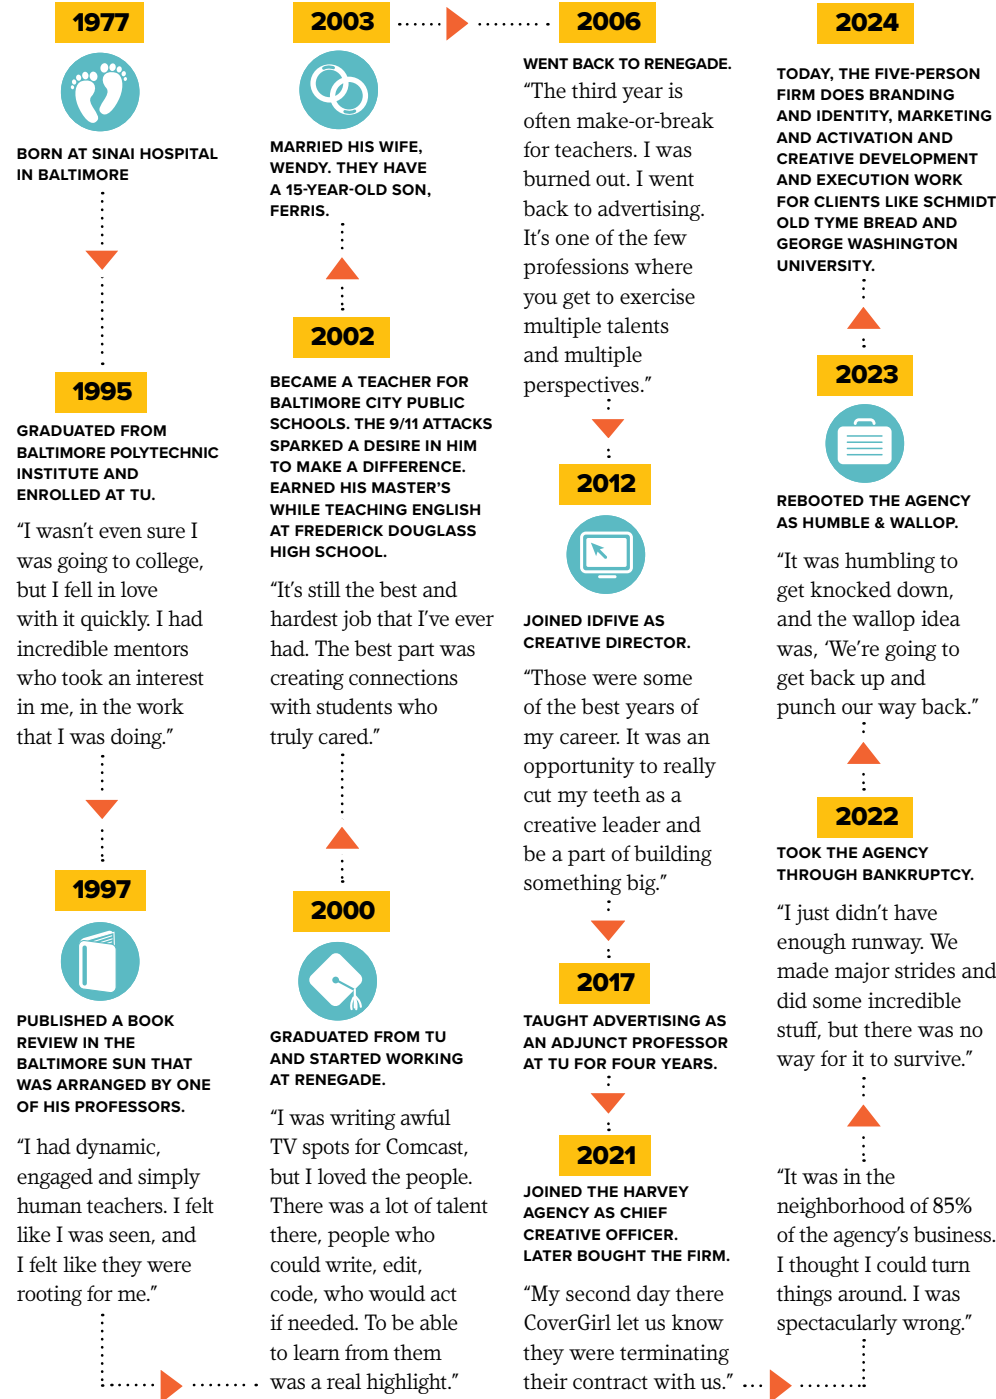 1977
BORN AT SINAI HOSPITAL
IN BALTIMORE
1995
GRADUATED FROM
BALTIMORE POLYTECHNIC
INSTITUTE AND
ENROLLED AT TU.
“I wasn’t even sure I
was going to college,
but I fell in love
with it quickly. I had
incredible mentors
who took an interest
in me, in the work
that I was doing.”
1997
PUBLISHED A BOOK
REVIEW IN THE
BALTIMORE SUN THAT
WAS ARRANGED BY ONE
OF HIS PROFESSORS.
“I had dynamic,
engaged and simply
human teachers. I felt
like I was seen, and
I felt like they were
rooting for me.”
2000
GRADUATED FROM TU
AND STARTED WORKING
AT RENEGADE.
“I was writing awful
TV spots for Comcast,
but I loved the people.
There was a lot of talent
there, people who
could write, edit,
code, who would act
if needed. To be able
to learn from them
was a real highlight.”
2002
BECAME A TEACHER FOR
BALTIMORE CITY PUBLIC
SCHOOLS. THE 9/11 ATTACKS
SPARKED A DESIRE IN HIM
TO MAKE A DIFFERENCE.
EARNED HIS MASTER’S
WHILE TEACHING ENGLISH
AT FREDERICK DOUGLASS
HIGH SCHOOL.
“It’s still the best and
hardest job that I’ve ever
had. The best part was
creating connections
with students who
truly cared.”
2003
MARRIED HIS WIFE,
WENDY. THEY HAVE
A 15-YEAR-OLD SON,
FERRIS.
2006
WENT BACK TO RENEGADE.
“The third year is
often make-or-break
for teachers. I was
burned out. I went
back to advertising.
It’s one of the few
professions where
you get to exercise
multiple talents
and multiple
perspectives.”
2012
JOINED IDFIVE AS
CREATIVE DIRECTOR.
“Those were some
of the best years of
my career. It was an
opportunity to really
cut my teeth as a
creative leader and
be a part of building
something big.”
2017
TAUGHT ADVERTISING AS
AN ADJUNCT PROFESSOR
AT TU FOR FOUR YEARS.
2021
JOINED THE HARVEY
AGENCY AS CHIEF
CREATIVE OFFICER.
LATER BOUGHT THE FIRM.
“My second day there
CoverGirl let us know
they were terminating
their contract with us.”
“It was in the
neighborhood of 85%
of the agency’s business.
I thought I could turn
things around. I was
spectacularly wrong.”
2022
TOOK THE AGENCY
THROUGH BANKRUPTCY.
“I just didn’t have
enough runway. We
made major strides and
did some incredible
stuff, but there was no
way for it to survive.”
2023
REBOOTED THE AGENCY
AS HUMBLE & WALLOP.
“It was humbling to
get knocked down,
and the wallop idea
was, ‘We’re going to
get back up and
punch our way back.”
2024
TODAY, THE FIVE-PERSON
FIRM DOES BRANDING
AND IDENTITY, MARKETING
AND ACTIVATION AND
CREATIVE DEVELOPMENT
AND EXECUTION WORK
FOR CLIENTS LIKE SCHMIDT
OLD TYME BREAD AND
GEORGE WASHINGTON
UNIVERSITY.